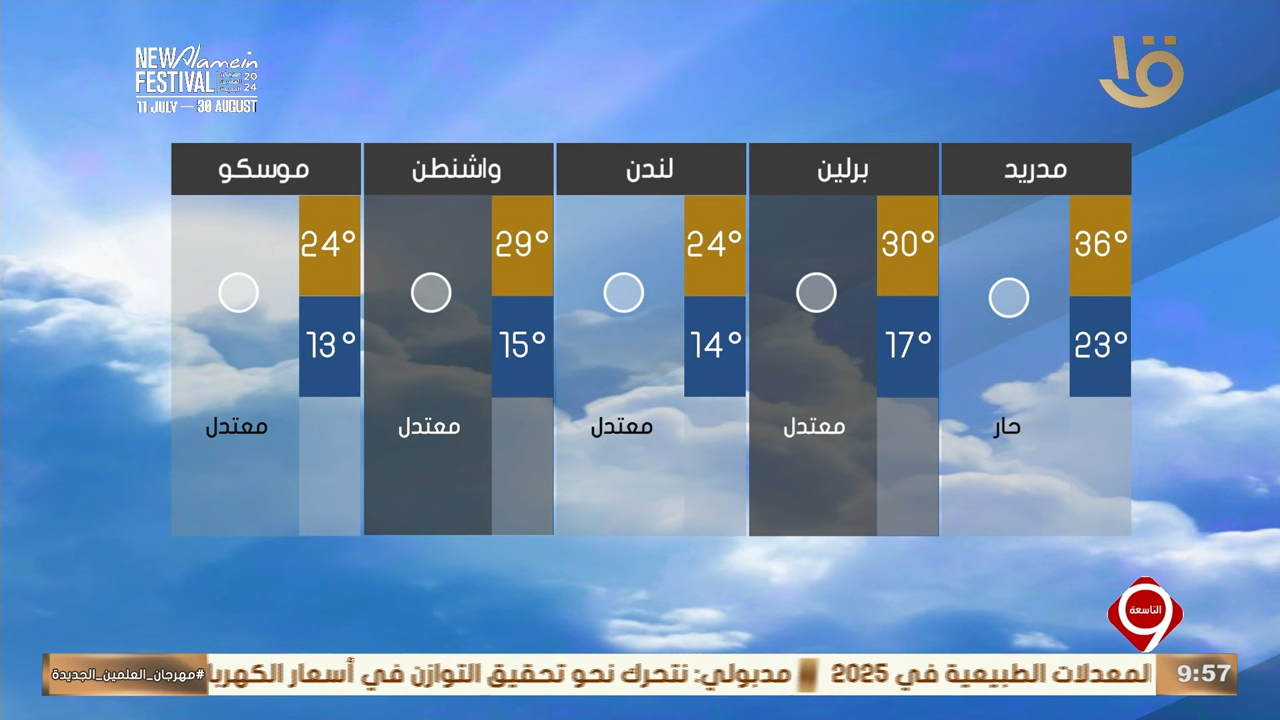 NEW Alamein
FESTIVAL 20 24
11 JULY — 30 AUGUST
مدريد
36°
23°
حار
برلين
30°
17°
معتدل
لندن
24°
14°
معتدل
واشنطن
29°
15°
معتدل
موسكو
24°
13°
معتدل
9 التاسعة
9:57
المعدلات الطبيعية في 2025 مدبولي: نتحرك نحو تحقيق التوازن في أسعار الكهربا
#مهرجان_العلمين_الجديدة